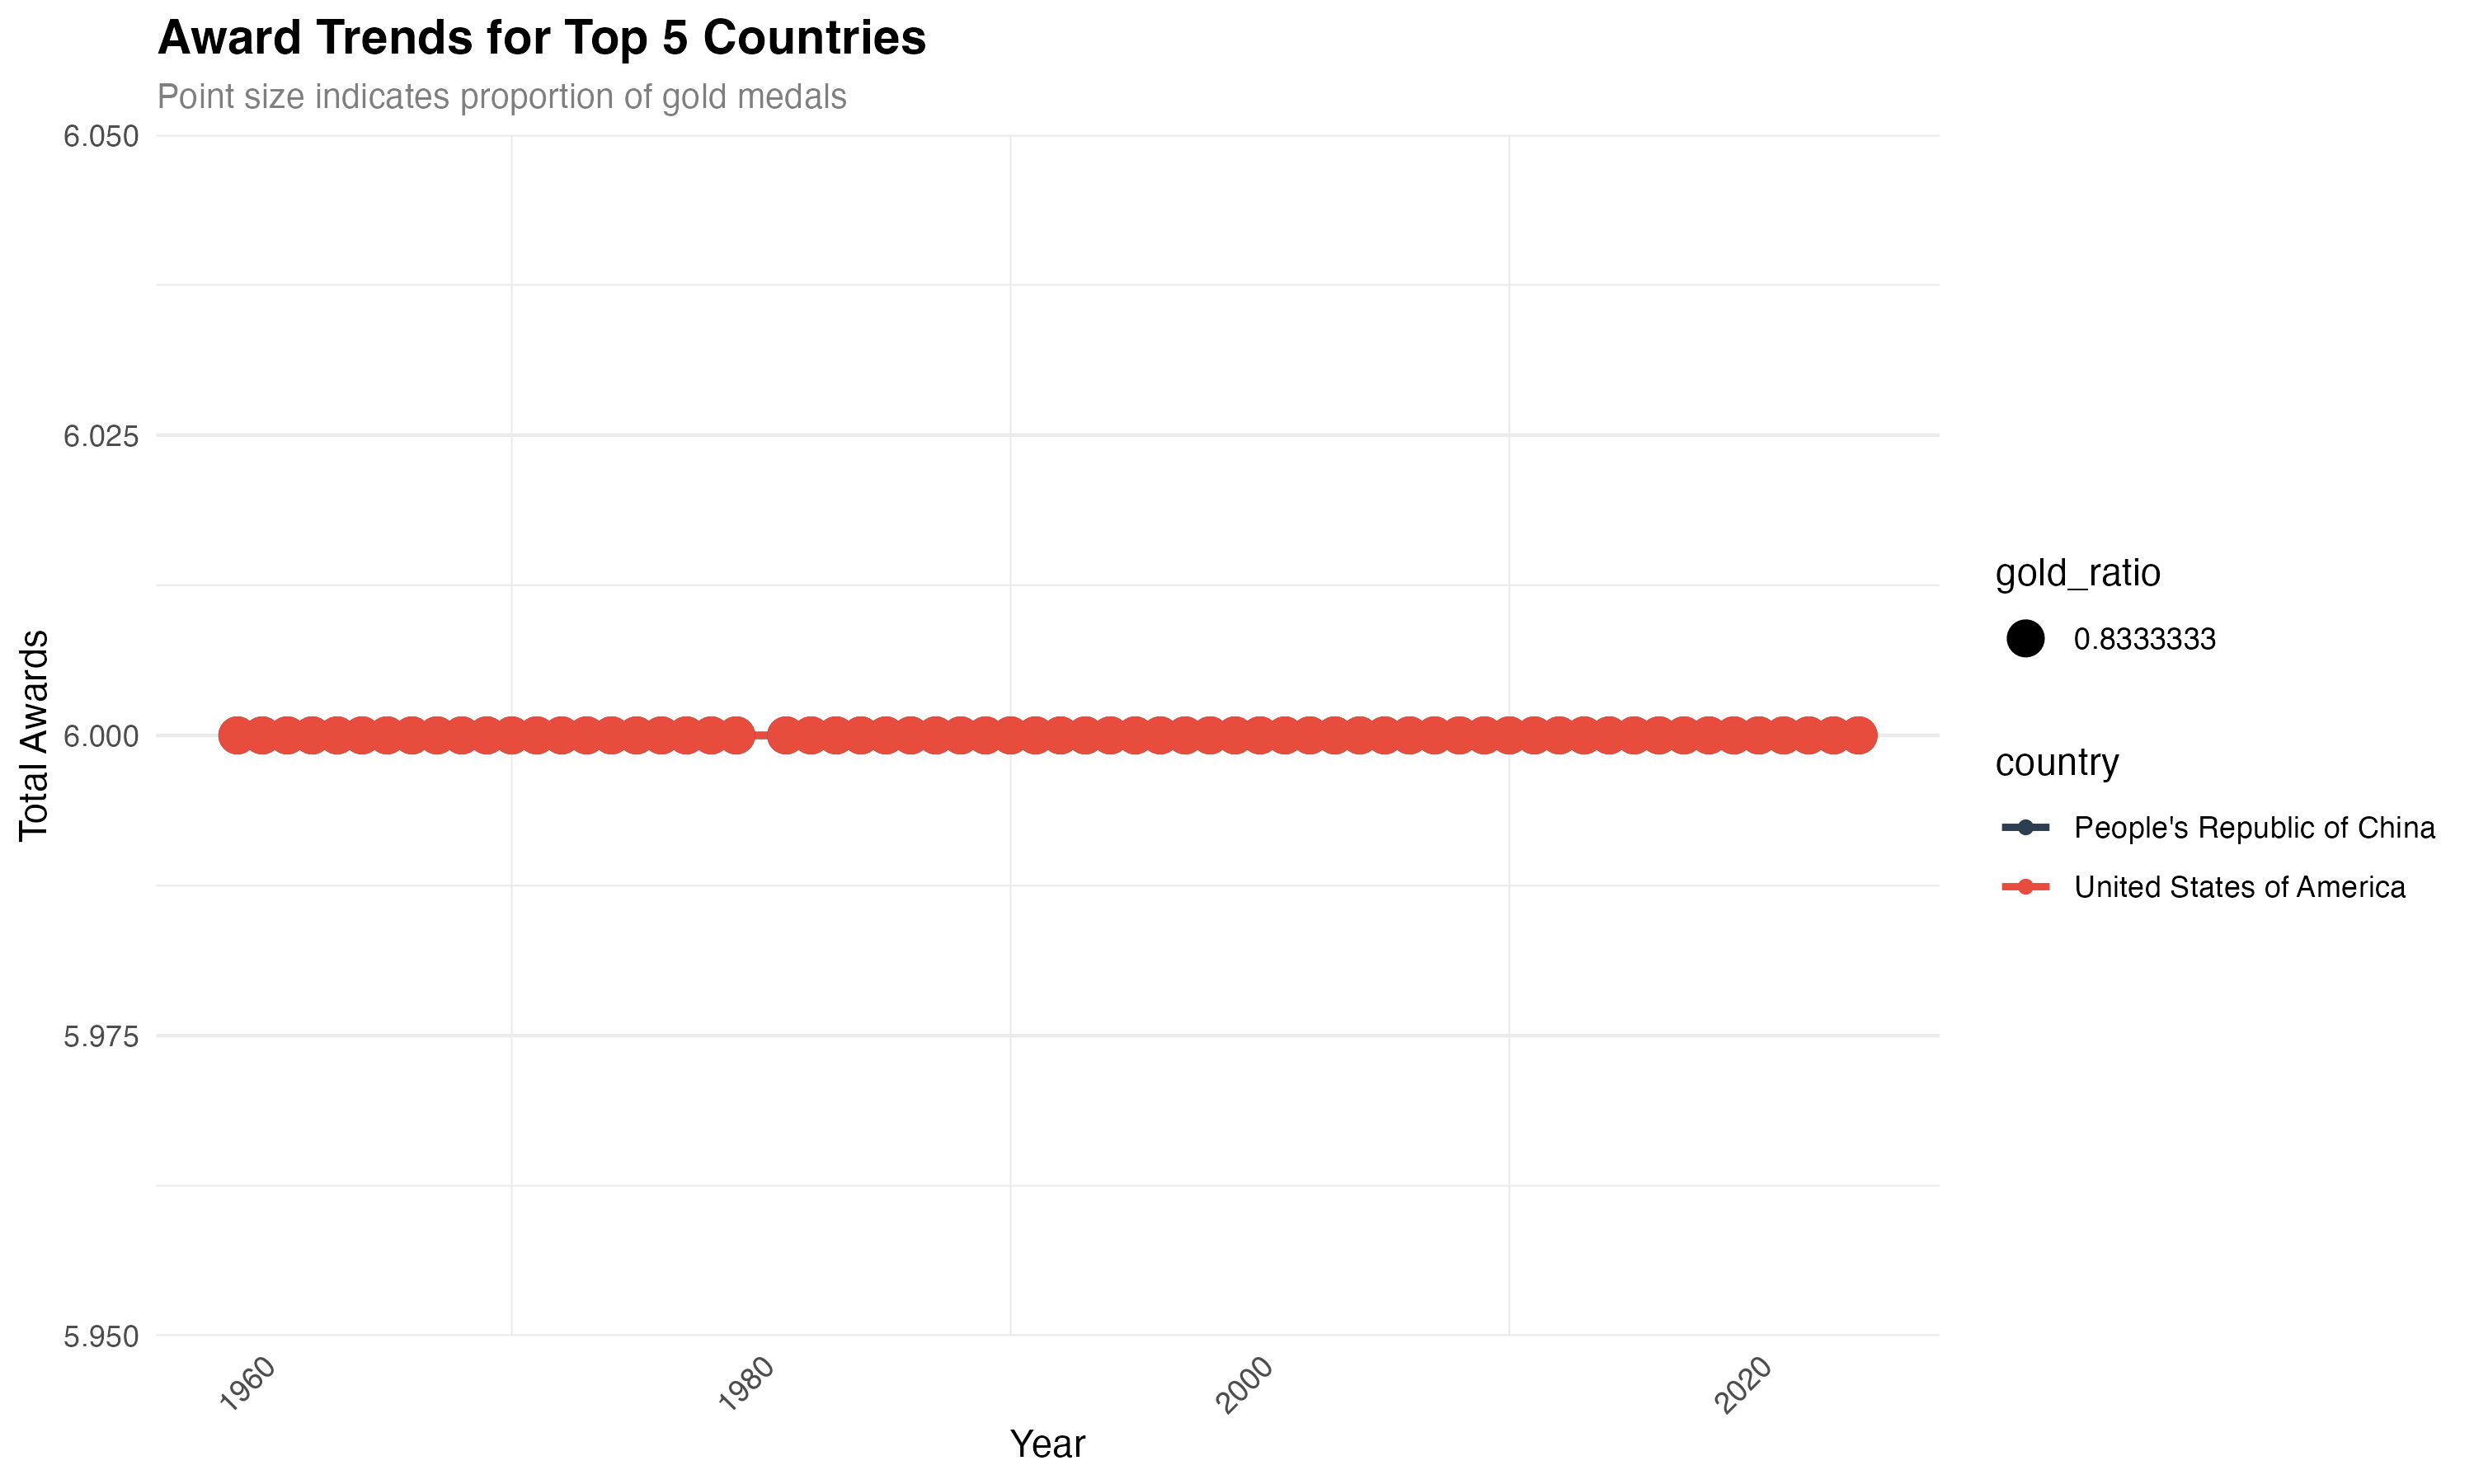 Award Trends for Top 5 Countries
Point size indicates proportion of gold medals
6.050
6.025
6.000
5.975
5.950
Total Awards
1960
1980
2000
2020
Year
gold_ratio
0.8333333
country
People's Republic of China
United States of America